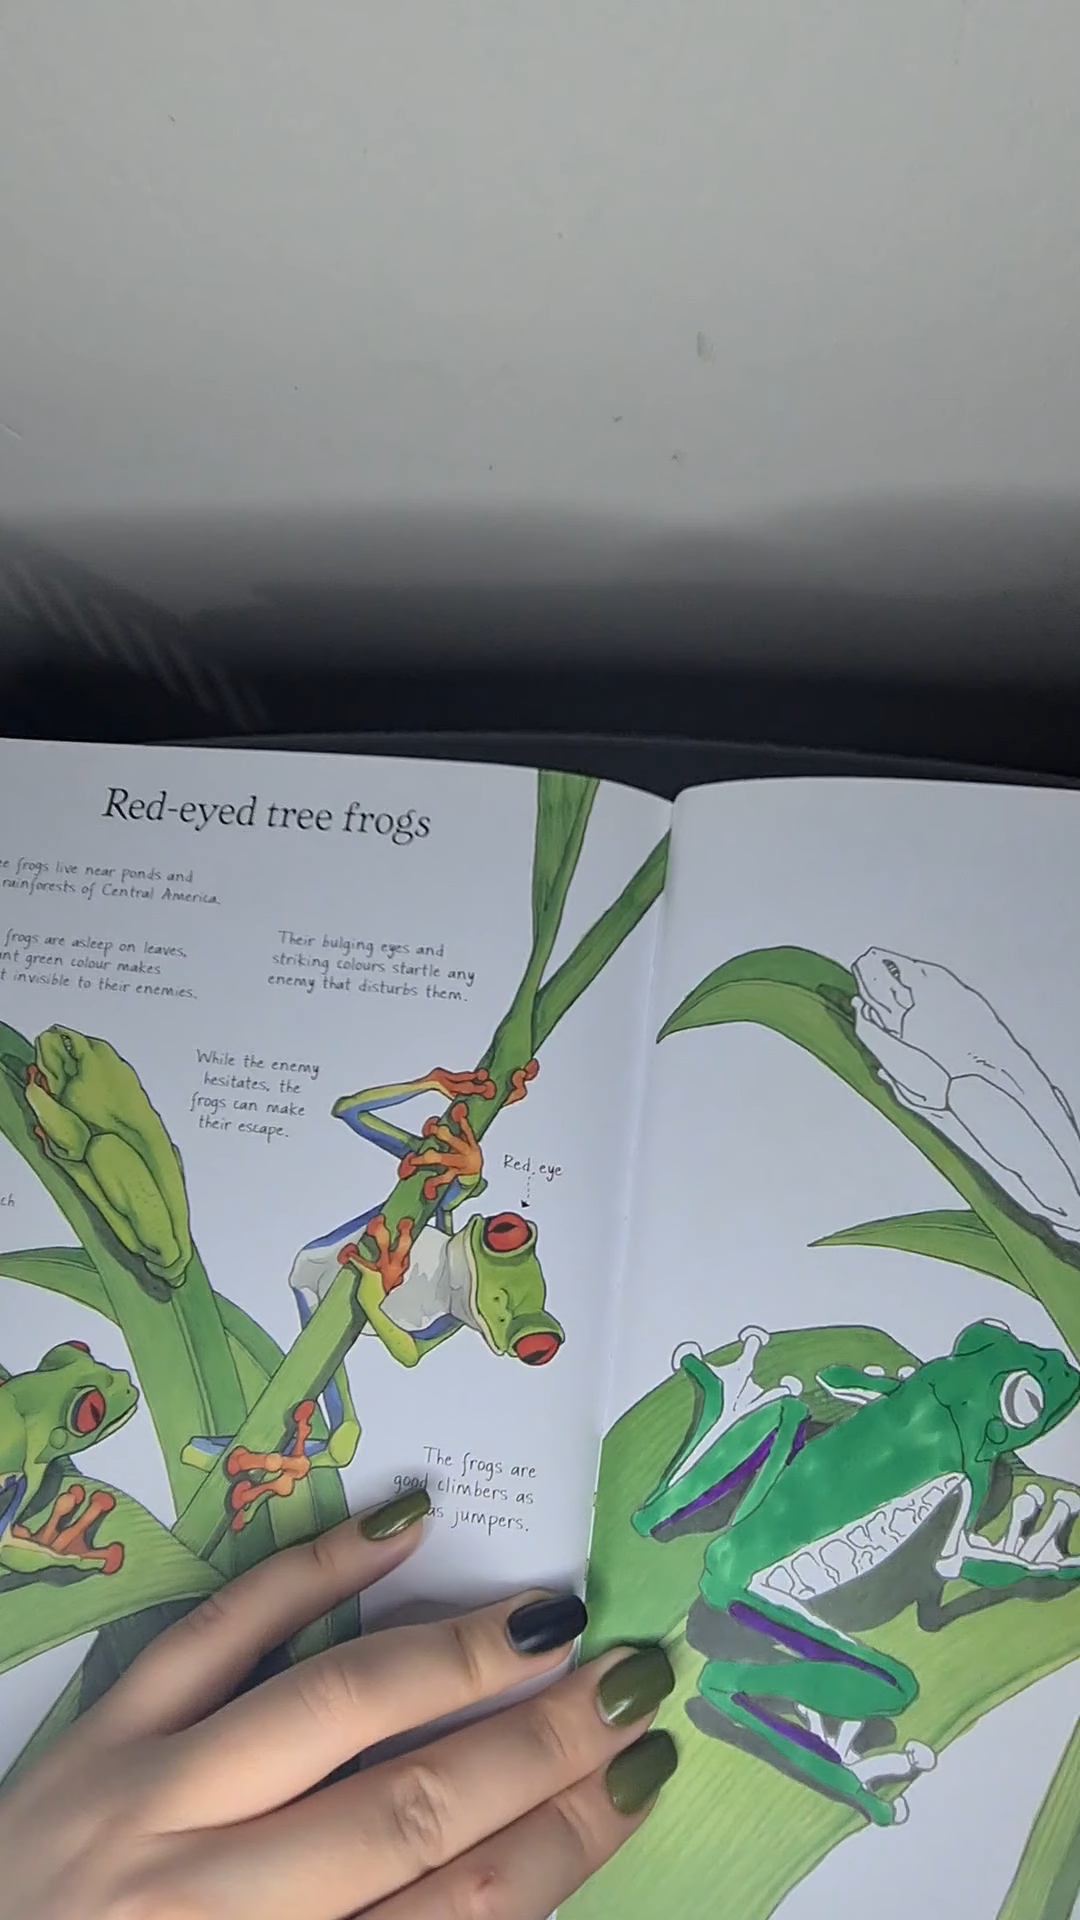 Red-eyed tree frogs
frogs live near ponds and
rainforests of Central America.
frogs are asleep on leaves,
green colour makes
invisible to their enemies.
Their bulging eyes and
striking colours startle any
enemy that disturbs them.
While the enemy
hesitates, the
frogs can make
their escape.
Red eye
The frogs are
good climbers as
as jumpers.